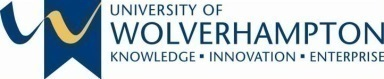 UNIVERSITY OF
WOLVERHAMPTON
KNOWLEDGE ▪ INNOVATION ▪ ENTERPRISE